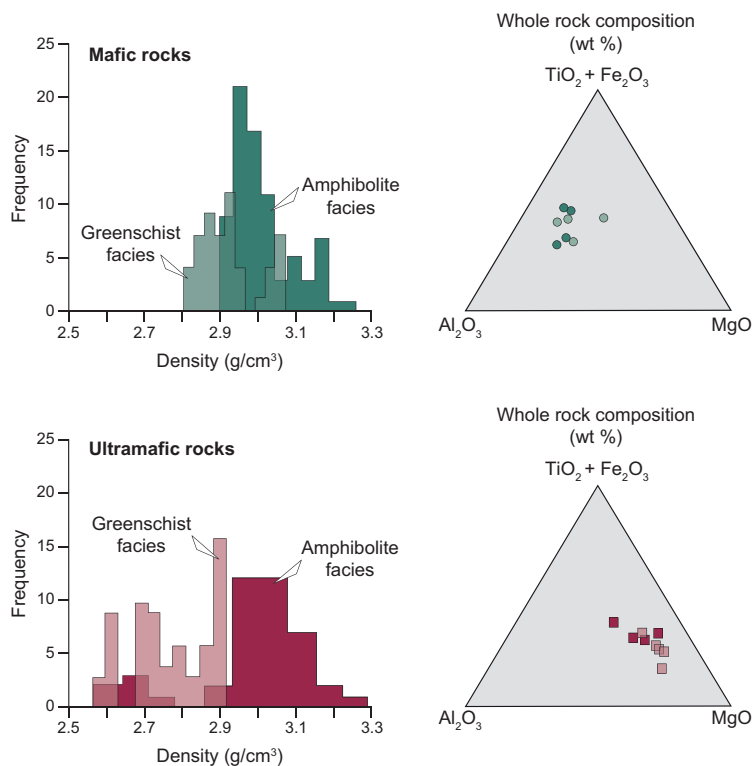 Mafic rocks
Frequency
25
20
15
10
5
0
Greenschist
facies
Amphibolite
facies
2.5
2.7
2.9
3.1
3.3
Density (g/cm³)
Whole rock composition
(wt %)
TiO₂ + Fe₂O₃
Al₂O₃
MgO
Ultramafic rocks
Frequency
25
20
15
10
5
0
Greenschist
facies
Amphibolite
facies
2.5
2.7
2.9
3.1
3.3
Density (g/cm³)
Whole rock composition
(wt %)
TiO₂ + Fe₂O₃
Al₂O₃
MgO